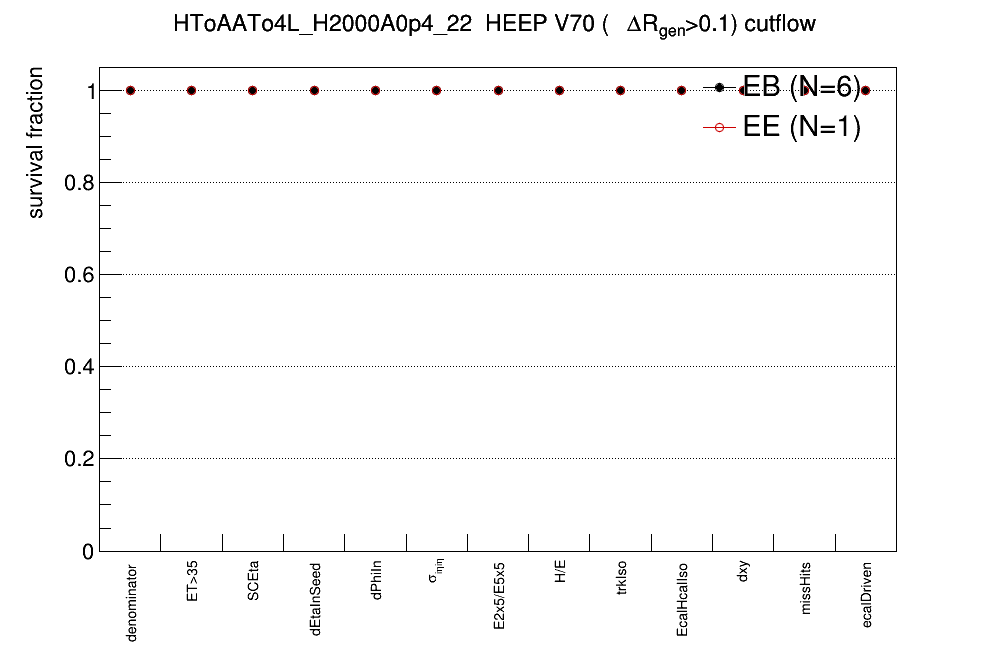 HToAATo4L_H2000A0p4_22 HEEP V70 ( ΔRgen>0.1) cutflow
survival fraction
1
0.8
0.6
0.4
0.2
0
EB (N=6)
EE (N=1)
denominator
ET>35
SCEta
dEtaInSeed
dPhiIn
σiηiη
E2x5/E5x5
H/E
trkIso
EcalHcalIso
dxy
missHits
ecalDriven